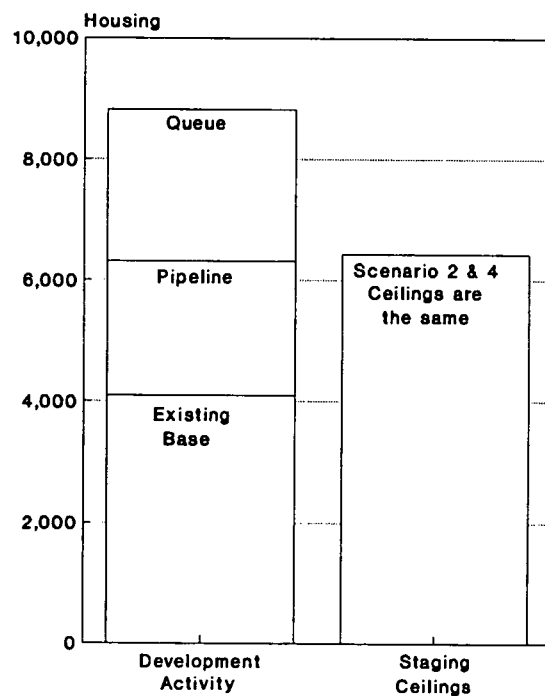 Housing
10,000
Queue
8,000
Pipeline
Scenario 2 & 4
Ceilings are
the same
6,000
4,000
Existing
Base
2,000
0
Development
Activity
Staging
Ceilings